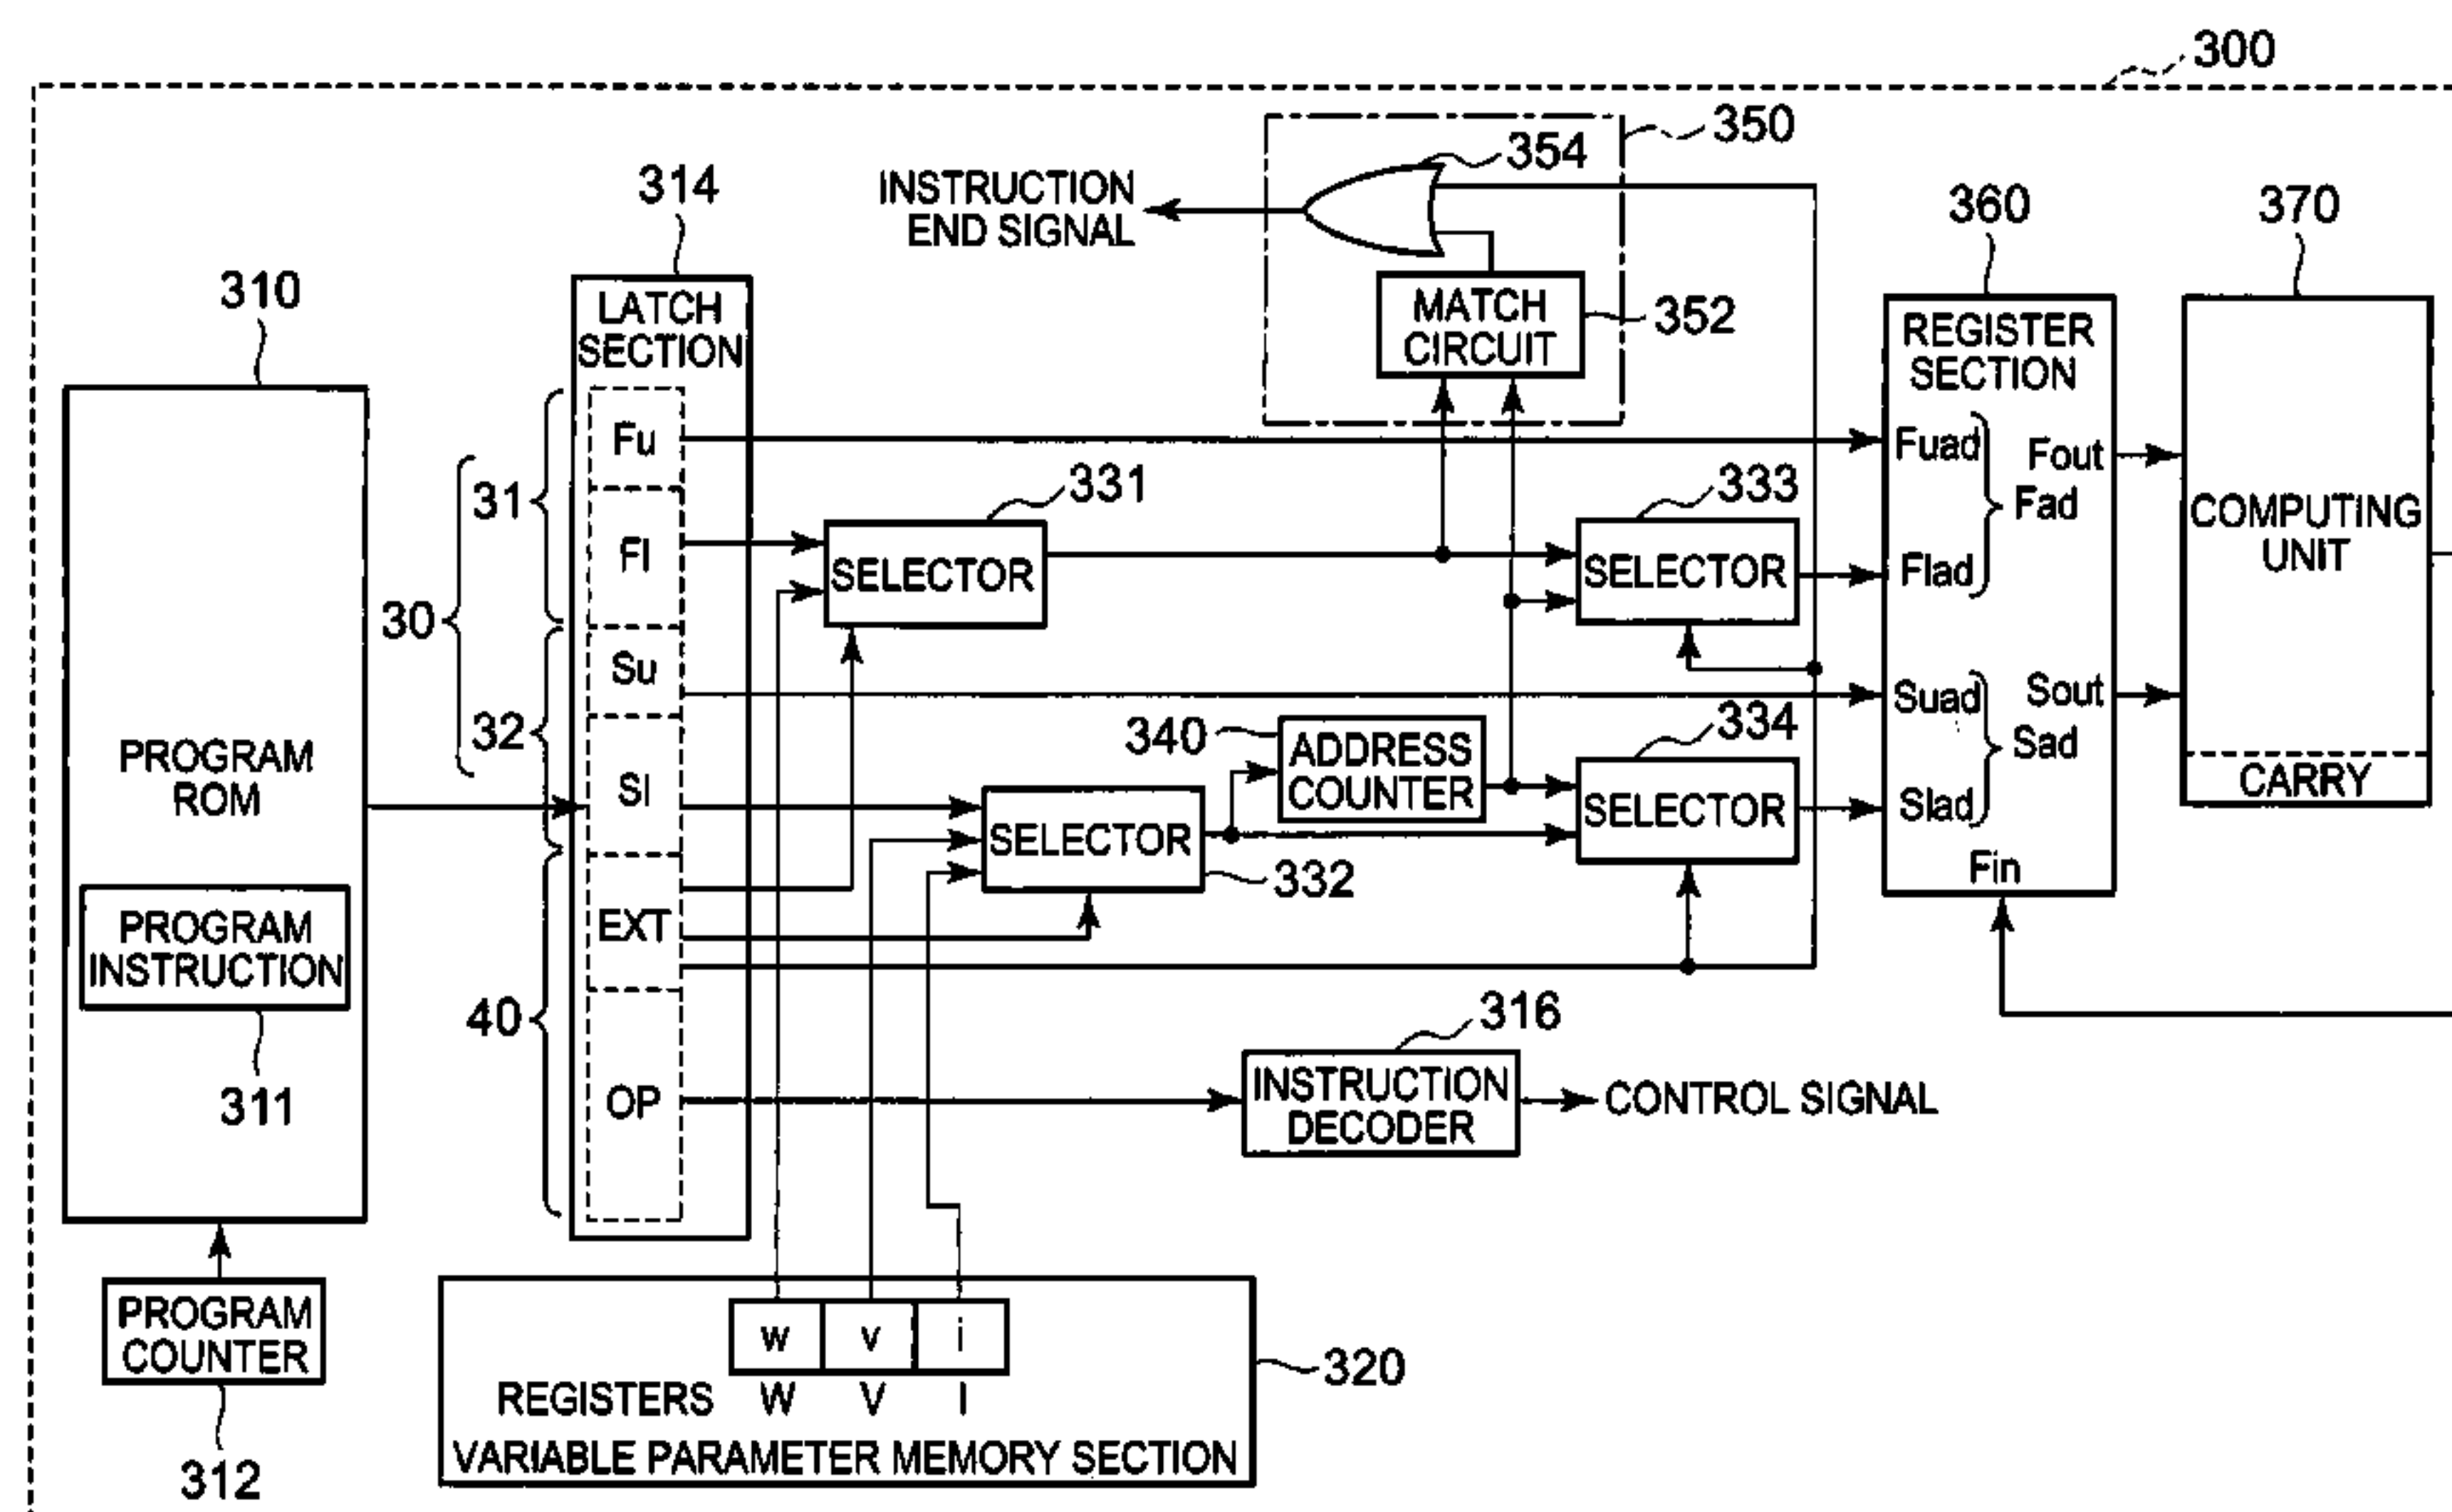 300
350
354
INSTRUCTION
END SIGNAL
314
360
370
310
LATCH
SECTION
MATCH
CIRCUIT
352
REGISTER
SECTION
Fu
Fuad
Fout
31
331
333
Fad
COMPUTING
UNIT
Fl
SELECTOR
SELECTOR
Flad
30
Su
Suad
Sout
32
340
334
Sad
PROGRAM
ROM
Sl
ADDRESS
COUNTER
SELECTOR
SELECTOR
Slad
CARRY
332
Fin
PROGRAM
INSTRUCTION
EXT
40
316
311
OP
INSTRUCTION
DECODER
CONTROL SIGNAL
PROGRAM
COUNTER
w v i
320
REGISTERS W V I
VARIABLE PARAMETER MEMORY SECTION
312